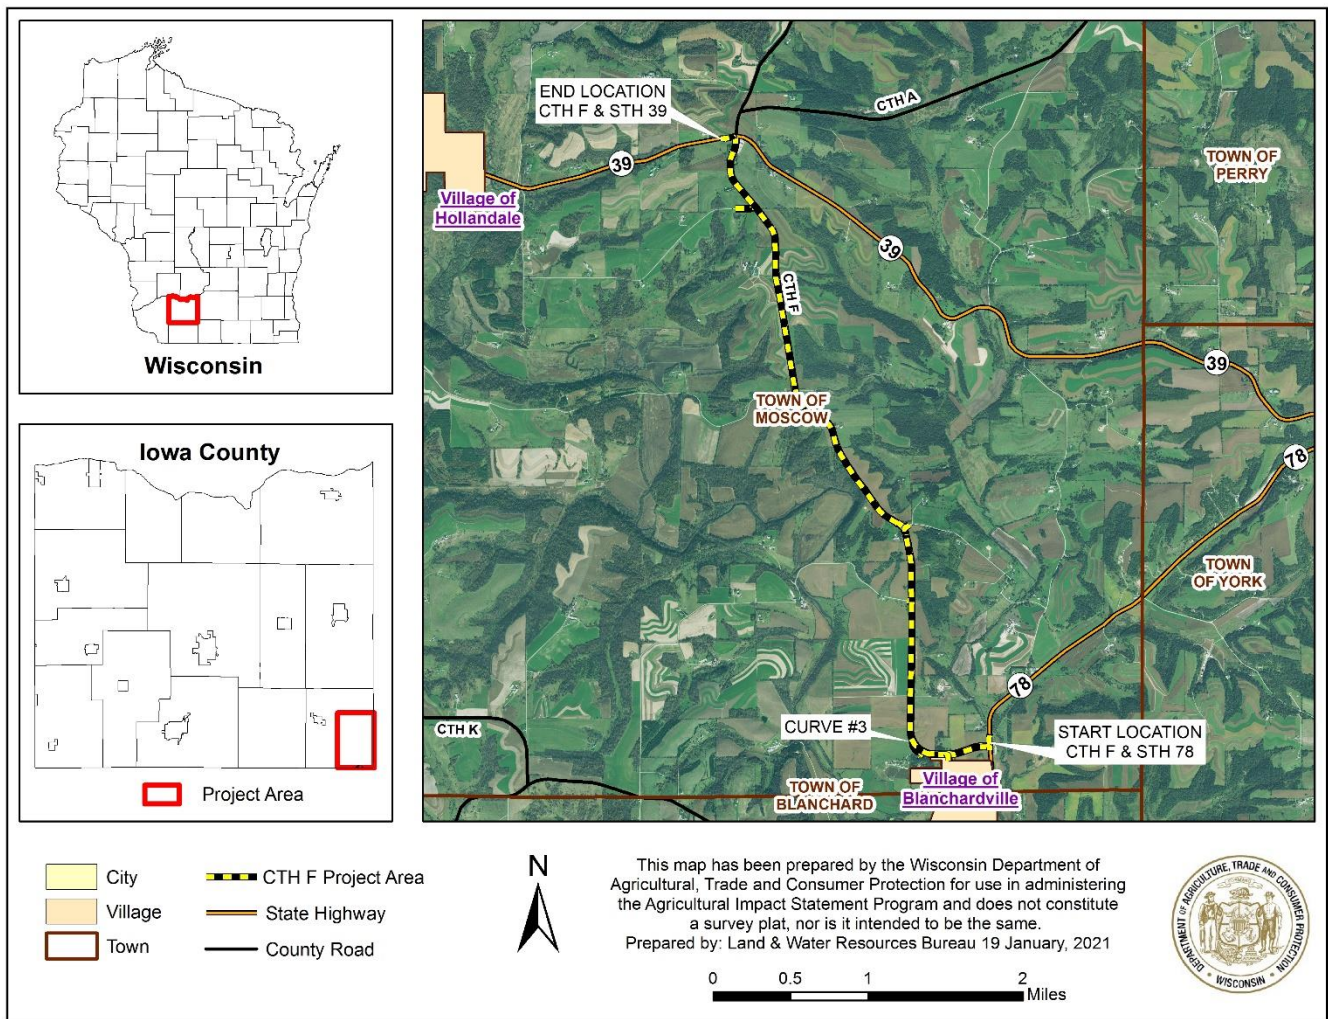 Wisconsin
Iowa County
Project Area
END LOCATION
CTH F & STH 39
CTH A
39
Village of
Hollandale
TOWN OF
PERRY
39
CTH F
39
TOWN OF
MOSCOW
78
TOWN
OF YORK
78
CTH K
CURVE #3
START LOCATION
CTH F & STH 78
TOWN OF
BLANCHARD
Village of
Blanchardville
City
Village
Town
CTH F Project Area
State Highway
County Road
N
This map has been prepared by the Wisconsin Department of
Agricultural, Trade and Consumer Protection for use in administering
the Agricultural Impact Statement Program and does not constitute
a survey plat, nor is it intended to be the same.
Prepared by: Land & Water Resources Bureau 19 January, 2021
0 0.5 1 2
Miles
DEPARTMENT OF AGRICULTURE, TRADE AND CONSUMER PROTECTION
WISCONSIN